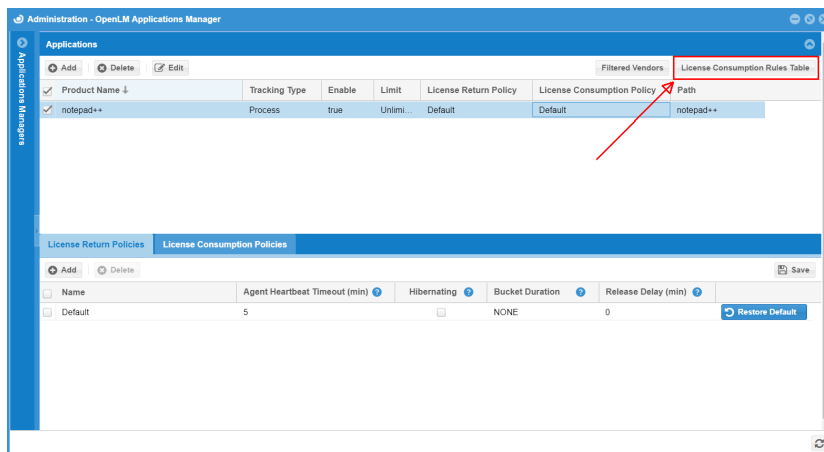 Administration - OpenLM Applications Manager
Applications Managers
Applications
Add Delete Edit Filtered Vendors License Consumption Rules Table
Product Name Tracking Type Enable Limit License Return Policy License Consumption Policy Path
notepad++ Process true Unlimi... Default Default notepad++
License Return Policies License Consumption Policies
Add Delete Save
Name Agent Heartbeat Timeout (min) ? Hibernating ? Bucket Duration ? Release Delay (min) ?
Default 5 NONE 0 Restore Default